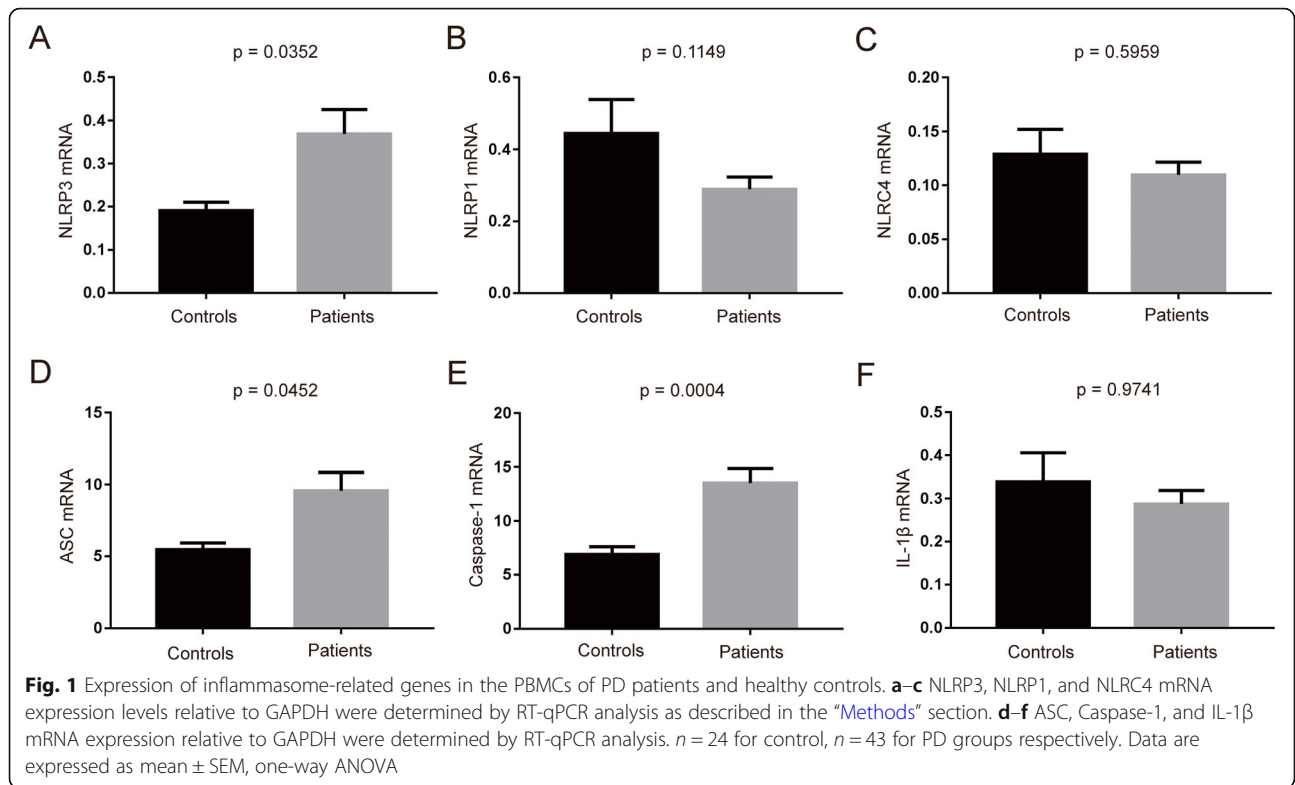 A
p = 0.0352
NLRP3 mRNA
0.5
0.4
0.3
0.2
0.1
0.0
Controls
Patients
B
p = 0.1149
NLRP1 mRNA
0.6
0.4
0.2
0.0
Controls
Patients
C
p = 0.5959
NLRC4 mRNA
0.20
0.15
0.10
0.05
0.00
Controls
Patients
D
p = 0.0452
ASC mRNA
15
10
5
0
Controls
Patients
E
p = 0.0004
Caspase-1 mRNA
20
15
10
5
0
Controls
Patients
F
p = 0.9741
IL-1β mRNA
0.5
0.4
0.3
0.2
0.1
0.0
Controls
Patients
Fig. 1 Expression of inflammasome-related genes in the PBMCs of PD patients and healthy controls. a–c NLRP3, NLRP1, and NLRC4 mRNA
expression levels relative to GAPDH were determined by RT-qPCR analysis as described in the “Methods” section. d–f ASC, Caspase-1, and IL-1β
mRNA expression relative to GAPDH were determined by RT-qPCR analysis. n = 24 for control, n = 43 for PD groups respectively. Data are
expressed as mean ± SEM, one-way ANOVA